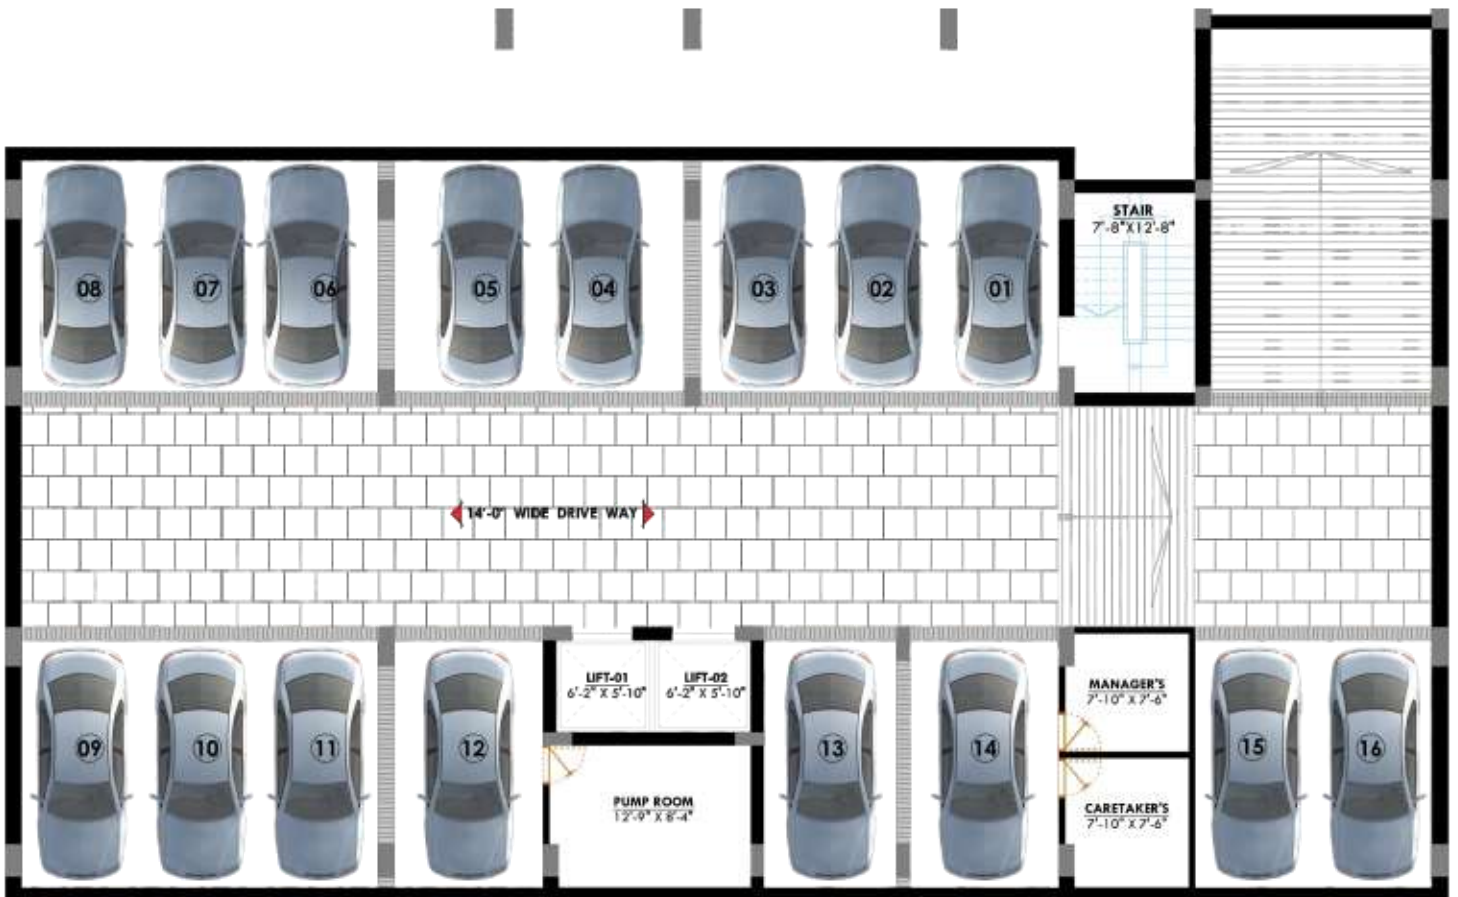 STAIR
7'-8"X12'-8"
08
07
06
05
04
03
02
01
14'-0" WIDE DRIVE WAY
LIFT-01
6'-2" X 5'-10"
LIFT-02
6'-2" X 5'-10"
MANAGER'S
7'-10" X 7'-6"
09
10
11
12
13
14
15
16
PUMP ROOM
12'-9" X 8'-4"
CARETAKER'S
7'-10" X 7'-6"